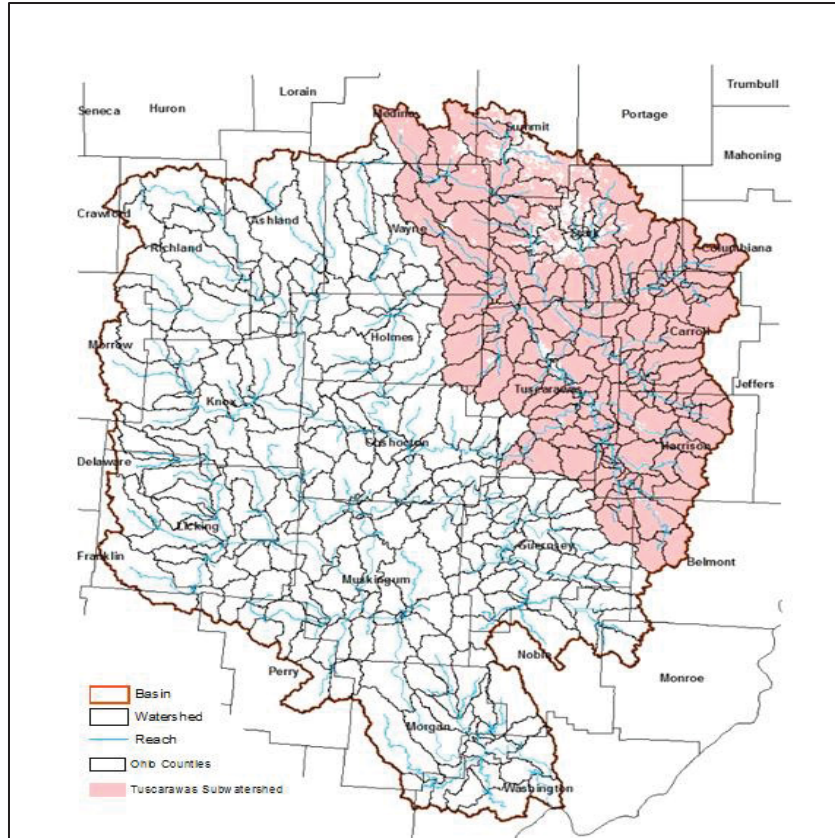 Trumbull
Lorain
Seneca
Huron
Medina
Summit
Portage
Mahoning
Crawford
Ashland
Wayne
Stark
Richland
Columbiana
Morrow
Holmes
Carroll
Knox
Tuscarawas
Jeffers
Coshocton
Harrison
Delaware
Licking
Guernsey
Franklin
Belmont
Muskingum
Noble
Perry
Monroe
Basin
Watershed
Morgan
Reach
Ohio Counties
Tuscarawas Subwatershed
Washington